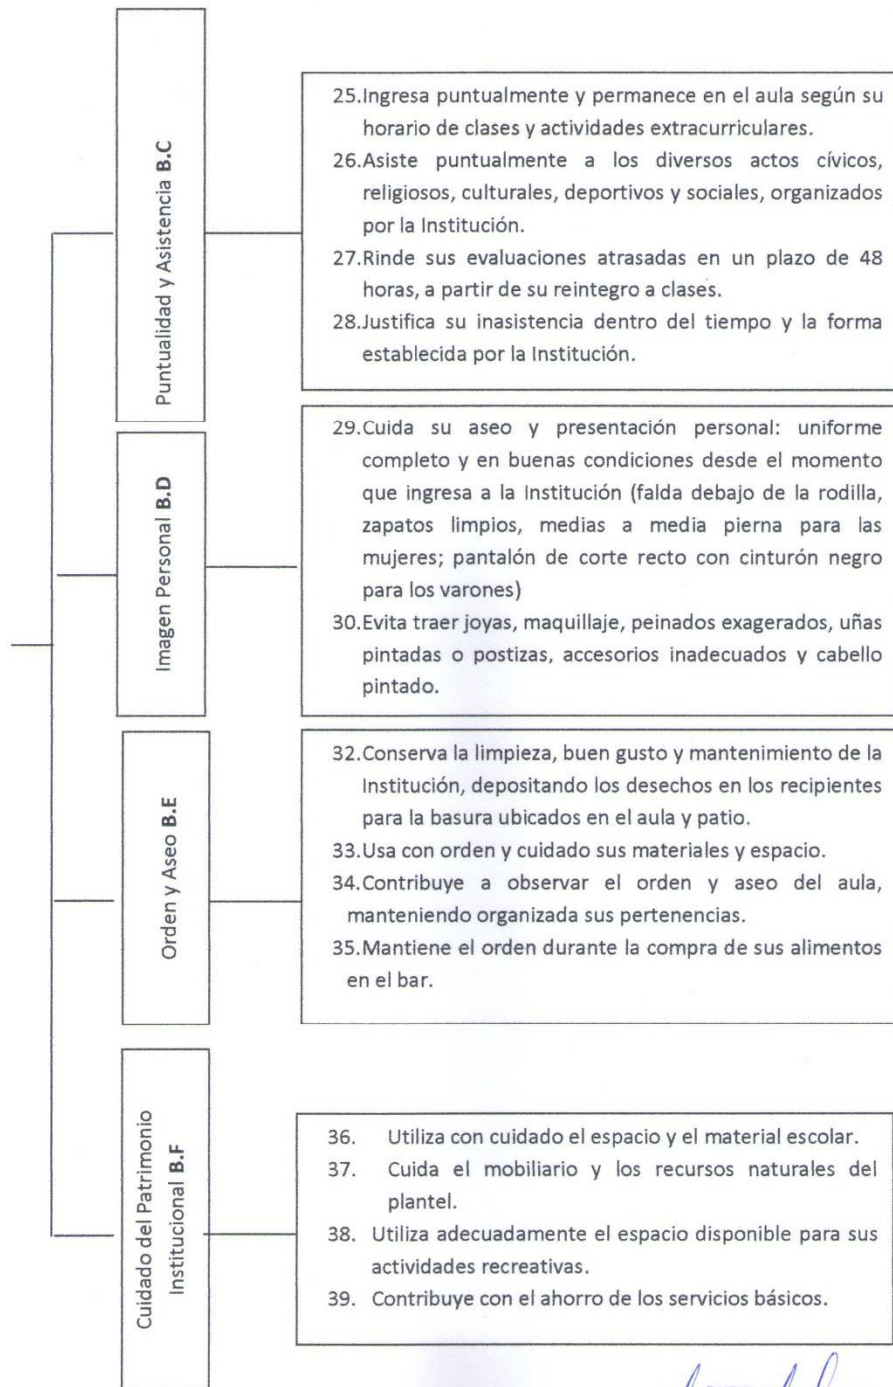 Puntualidad y Asistencia B.C
25.Ingresa puntualmente y permanece en el aula según su
horario de clases y actividades extracurriculares.
26.Asiste puntualmente a los diversos actos cívicos,
religiosos, culturales, deportivos y sociales, organizados
por la Institución.
27.Rinde sus evaluaciones atrasadas en un plazo de 48
horas, a partir de su reintegro a clases.
28.Justifica su inasistencia dentro del tiempo y la forma
establecida por la Institución.
Imagen Personal B.D
29.Cuida su aseo y presentación personal: uniforme
completo y en buenas condiciones desde el momento
que ingresa a la Institución (falda debajo de la rodilla,
zapatos limpios, medias a media pierna para las
mujeres; pantalón de corte recto con cinturón negro
para los varones)
30.Evita traer joyas, maquillaje, peinados exagerados, uñas
pintadas o postizas, accesorios inadecuados y cabello
pintado.
Orden y Aseo B.E
32.Conserva la limpieza, buen gusto y mantenimiento de la
Institución, depositando los desechos en los recipientes
para la basura ubicados en el aula y patio.
33.Usa con orden y cuidado sus materiales y espacio.
34.Contribuye a observar el orden y aseo del aula,
manteniendo organizada sus pertenencias.
35.Mantiene el orden durante la compra de sus alimentos
en el bar.
Cuidado del Patrimonio
Institucional B.F
36. Utiliza con cuidado el espacio y el material escolar.
37. Cuida el mobiliario y los recursos naturales del
plantel.
38. Utiliza adecuadamente el espacio disponible para sus
actividades recreativas.
39. Contribuye con el ahorro de los servicios básicos.